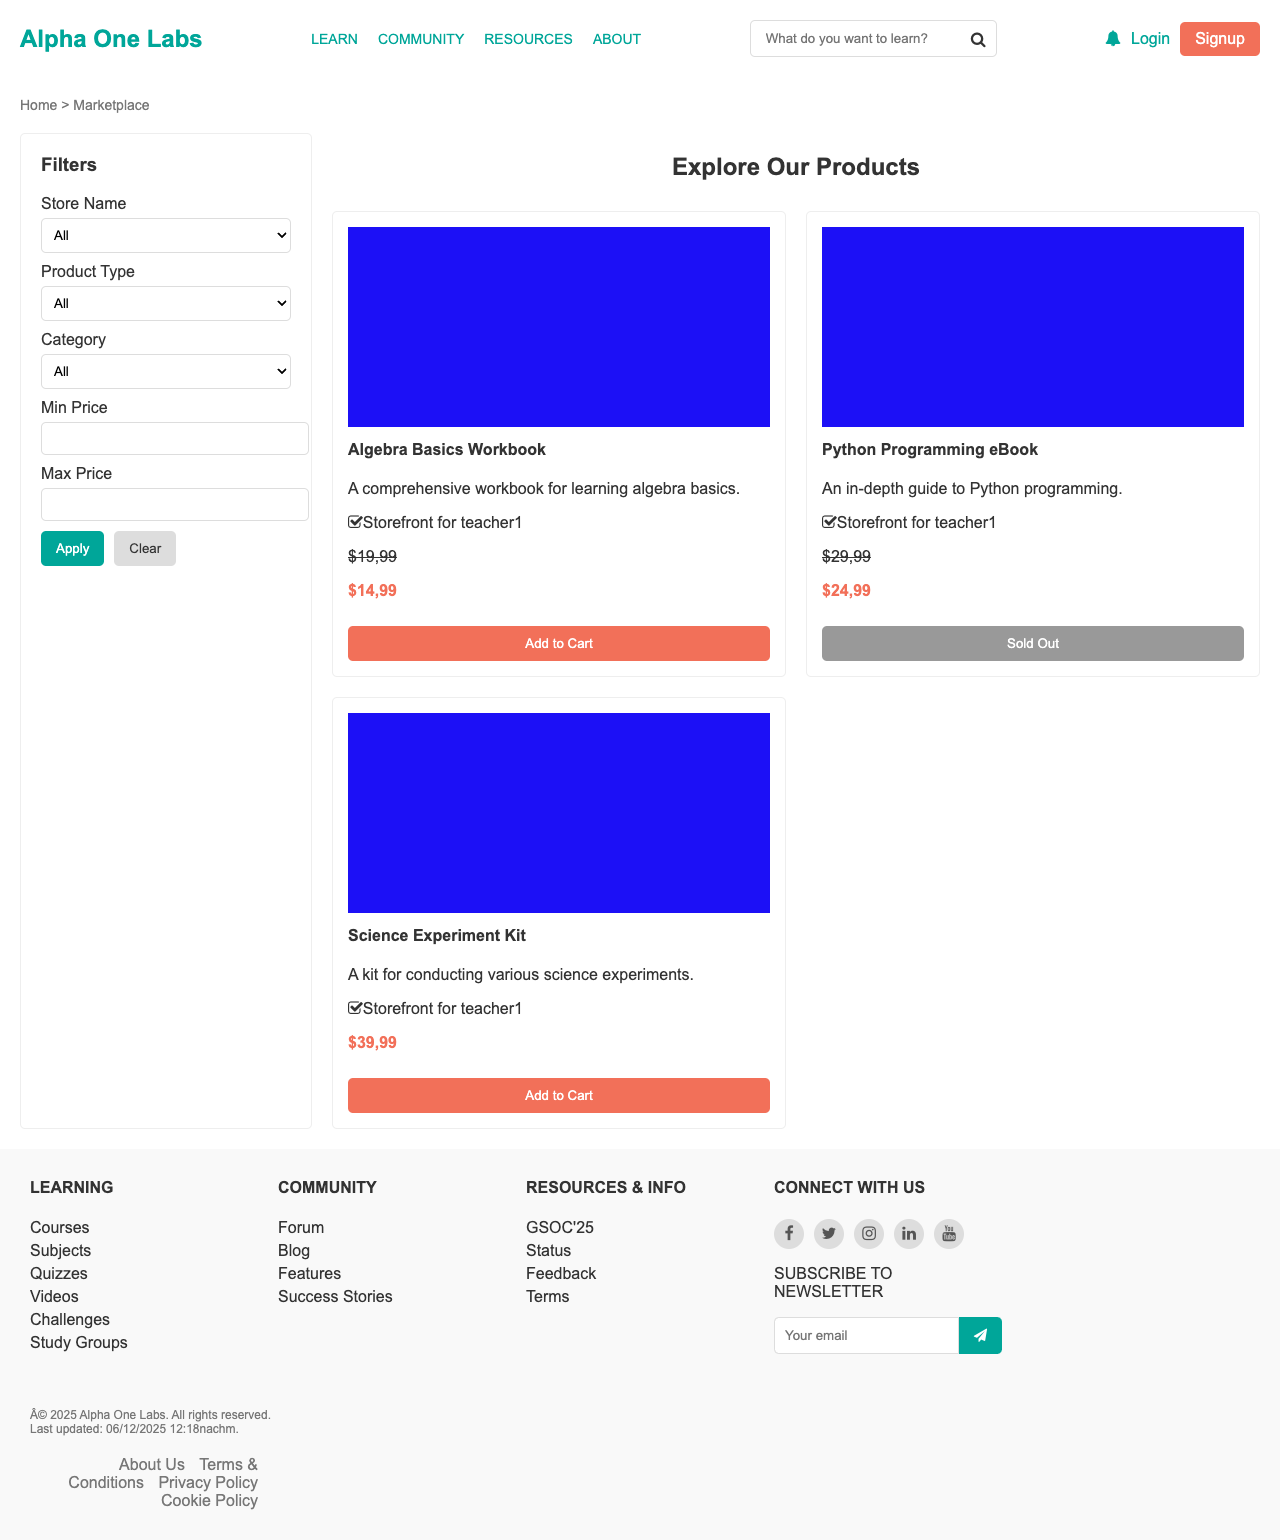 Alpha One Labs
LEARN COMMUNITY RESOURCES ABOUT
What do you want to learn?
Login
Signup
Home > Marketplace
Filters
Store Name
All
Product Type
All
Category
All
Min Price
Max Price
Apply
Clear
Explore Our Products
Algebra Basics Workbook
A comprehensive workbook for learning algebra basics.
Storefront for teacher1
$19,99
$14,99
Add to Cart
Python Programming eBook
An in-depth guide to Python programming.
Storefront for teacher1
$29,99
$24,99
Sold Out
Science Experiment Kit
A kit for conducting various science experiments.
Storefront for teacher1
$39,99
Add to Cart
LEARNING
Courses
Subjects
Quizzes
Videos
Challenges
Study Groups
COMMUNITY
Forum
Blog
Features
Success Stories
RESOURCES & INFO
GSOC'25
Status
Feedback
Terms
CONNECT WITH US
You
Tube
SUBSCRIBE TO
NEWSLETTER
Your email
Â© 2025 Alpha One Labs. All rights reserved.
Last updated: 06/12/2025 12:18nachm.
About Us Terms &
Conditions Privacy Policy
Cookie Policy